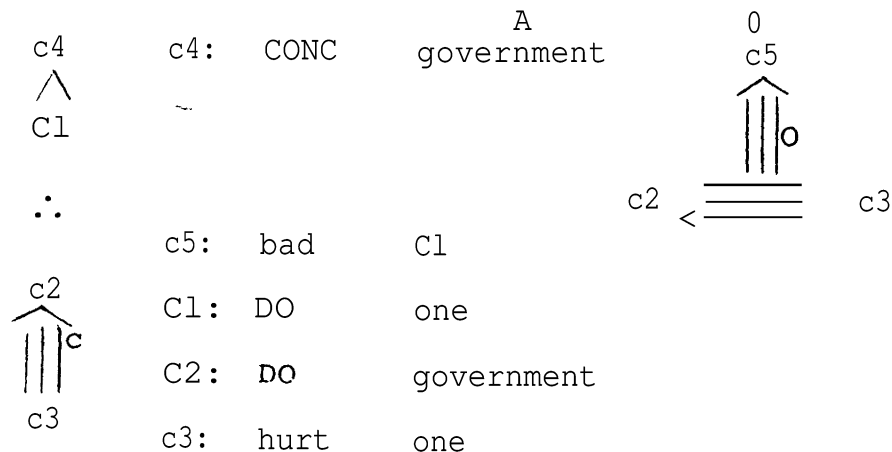 A 0
c4 c4: CONC government c5
Cl
O
c2 c3
<
∴
c5: bad Cl
c2
Cl: DO one
c
C2: DO government
c3
c3: hurt one